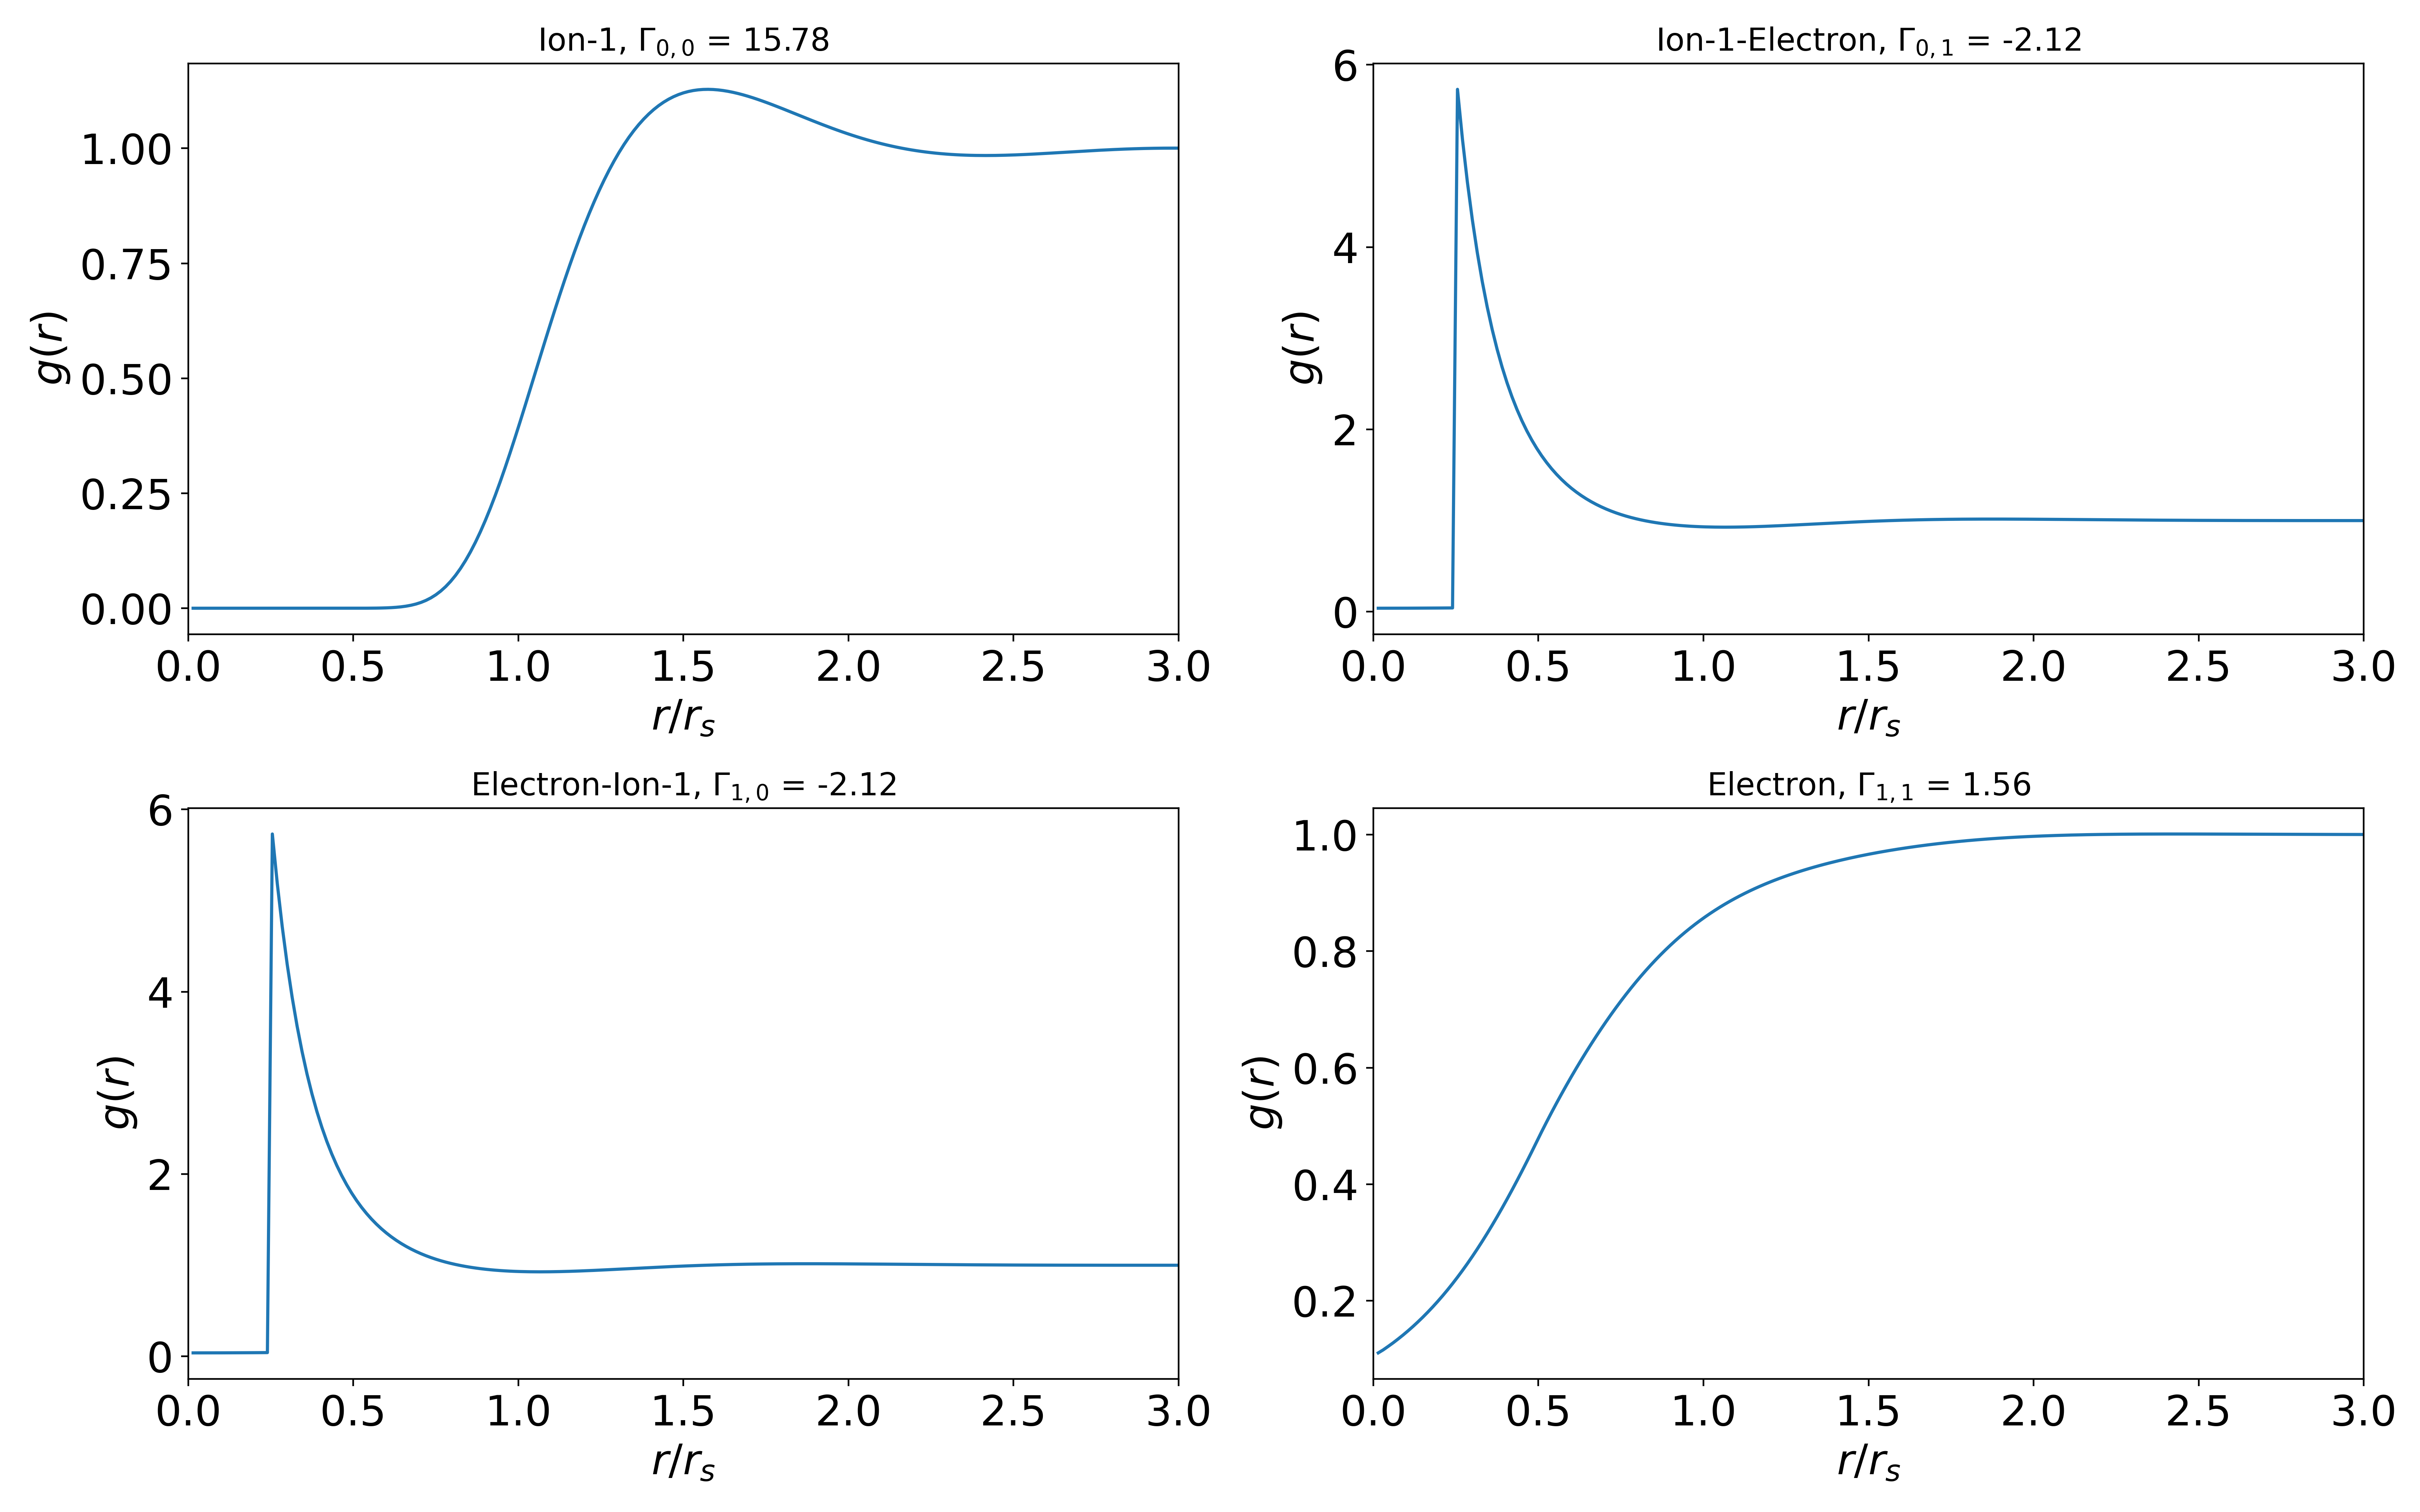 Ion-1, Γ0,0 = 15.78
g(r)
1.00
0.75
0.50
0.25
0.00
0.0 0.5 1.0 1.5 2.0 2.5 3.0
r/rs
Ion-1-Electron, Γ0,1 = -2.12
g(r)
6
4
2
0
0.0 0.5 1.0 1.5 2.0 2.5 3.0
r/rs
Electron-Ion-1, Γ1,0 = -2.12
g(r)
6
4
2
0
0.0 0.5 1.0 1.5 2.0 2.5 3.0
r/rs
Electron, Γ1,1 = 1.56
g(r)
1.0
0.8
0.6
0.4
0.2
0.0 0.5 1.0 1.5 2.0 2.5 3.0
r/rs